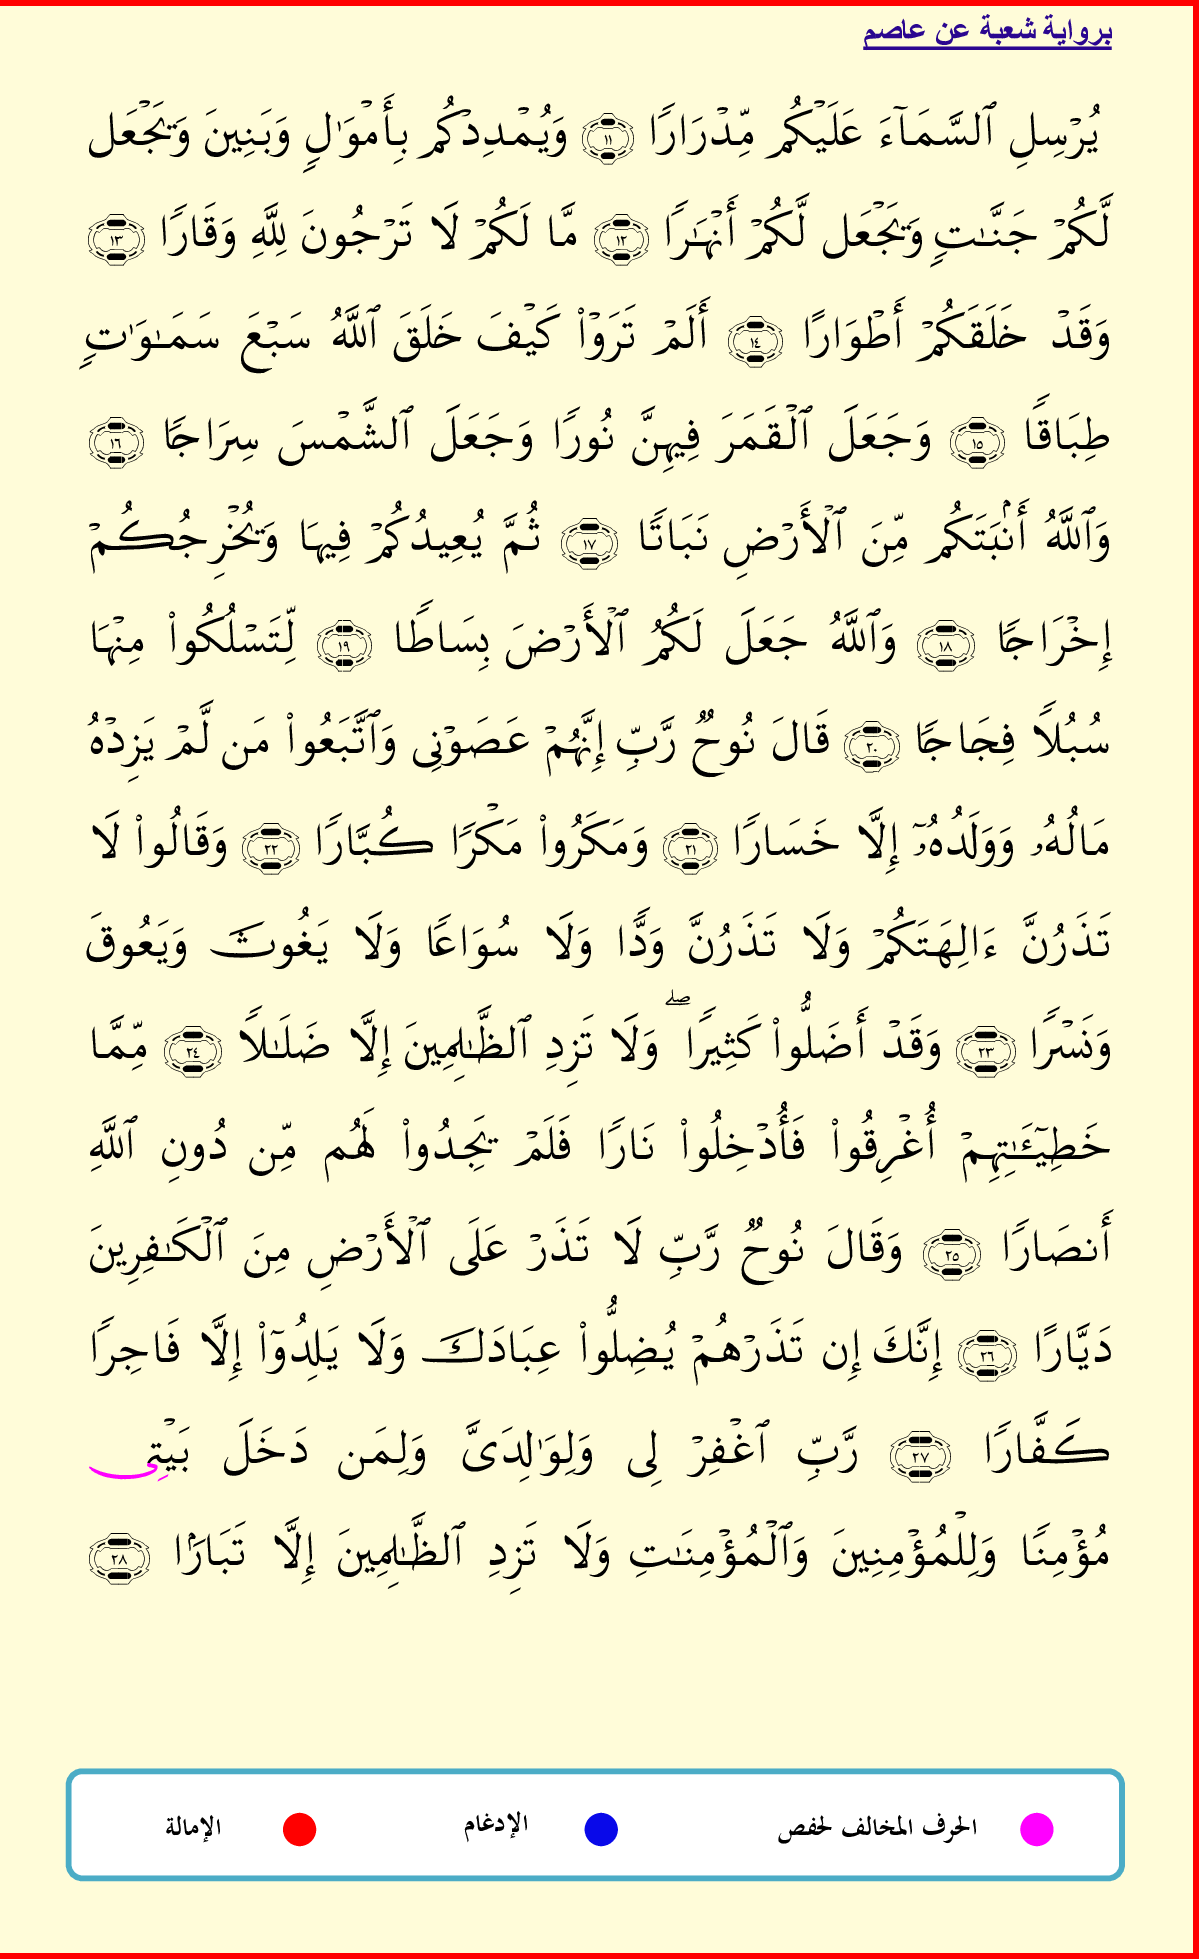 برواية شعبة عن عاصم
يُرْسِلِ ٱلسَّمَآءَ عَلَيْكُم مِّدْرَارًا ١١ وَيُمْدِدْكُم بِأَمْوَٰلٍ وَبَنِينَ وَيَجْعَل
لَّكُمْ جَنَّـٰتٍ وَيَجْعَل لَّكُمْ أَنْهَـٰرًا ١٢ مَّا لَكُمْ لَا تَرْجُونَ لِلَّهِ وَقَارًا ١٣
وَقَدْ خَلَقَكُمْ أَطْوَارًا ١٤ أَلَمْ تَرَوْا۟ كَيْفَ خَلَقَ ٱللَّهُ سَبْعَ سَمَـٰوَٰتٍ
طِبَاقًا ١٥ وَجَعَلَ ٱلْقَمَرَ فِيهِنَّ نُورًا وَجَعَلَ ٱلشَّمْسَ سِرَاجًا ١٦
وَٱللَّهُ أَنۢبَتَكُم مِّنَ ٱلْأَرْضِ نَبَاتًا ١٧ ثُمَّ يُعِيدُكُمْ فِيهَا وَيُخْرِجُكُمْ
إِخْرَاجًا ١٨ وَٱللَّهُ جَعَلَ لَكُمُ ٱلْأَرْضَ بِسَاطًا ١٩ لِّتَسْلُكُوا۟ مِنْهَا
سُبُلًا فِجَاجًا ٢٠ قَالَ نُوحٌ رَّبِّ إِنَّهُمْ عَصَوْنِى وَٱتَّبَعُوا۟ مَن لَّمْ يَزِدْهُ
مَالُهُۥ وَوَلَدُهُۥٓ إِلَّا خَسَارًا ٢١ وَمَكَرُوا۟ مَكْرًا كُبَّارًا ٢٢ وَقَالُوا۟ لَا
تَذَرُنَّ ءَالِهَتَكُمْ وَلَا تَذَرُنَّ وَدًّا وَلَا سُوَاعًا وَلَا يَغُوثَ وَيَعُوقَ
وَنَسْرًا ٢٣ وَقَدْ أَضَلُّوا۟ كَثِيرًا ۖ وَلَا تَزِدِ ٱلظَّـٰلِمِينَ إِلَّا ضَلَـٰلًا ٢٤ مِّمَّا
خَطِيٓـَٔـٰتِهِمْ أُغْرِقُوا۟ فَأُدْخِلُوا۟ نَارًا فَلَمْ يَجِدُوا۟ لَهُم مِّن دُونِ ٱللَّهِ
أَنصَارًا ٢٥ وَقَالَ نُوحٌ رَّبِّ لَا تَذَرْ عَلَى ٱلْأَرْضِ مِنَ ٱلْكَـٰفِرِينَ
دَيَّارًا ٢٦ إِنَّكَ إِن تَذَرْهُمْ يُضِلُّوا۟ عِبَادَكَ وَلَا يَلِدُوٓا۟ إِلَّا فَاجِرًا
كَفَّارًا ٢٧ رَّبِّ ٱغْفِرْ لِى وَلِوَٰلِدَىَّ وَلِمَن دَخَلَ بَيْتِى
مُؤْمِنًا وَلِلْمُؤْمِنِينَ وَٱلْمُؤْمِنَـٰتِ وَلَا تَزِدِ ٱلظَّـٰلِمِينَ إِلَّا تَبَارًۢا ٢٨
الحرف المخالف لحفص الإدغام الإمالة